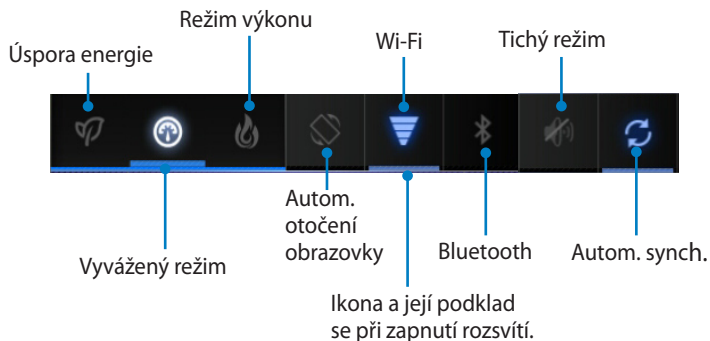 Režim výkonu
Úspora energie
Wi-Fi
Tichý režim
Autom.
otočení
obrazovky
Bluetooth
Autom. synch.
Vyvážený režim
Ikona a její podklad
se při zapnutí rozsvítí.